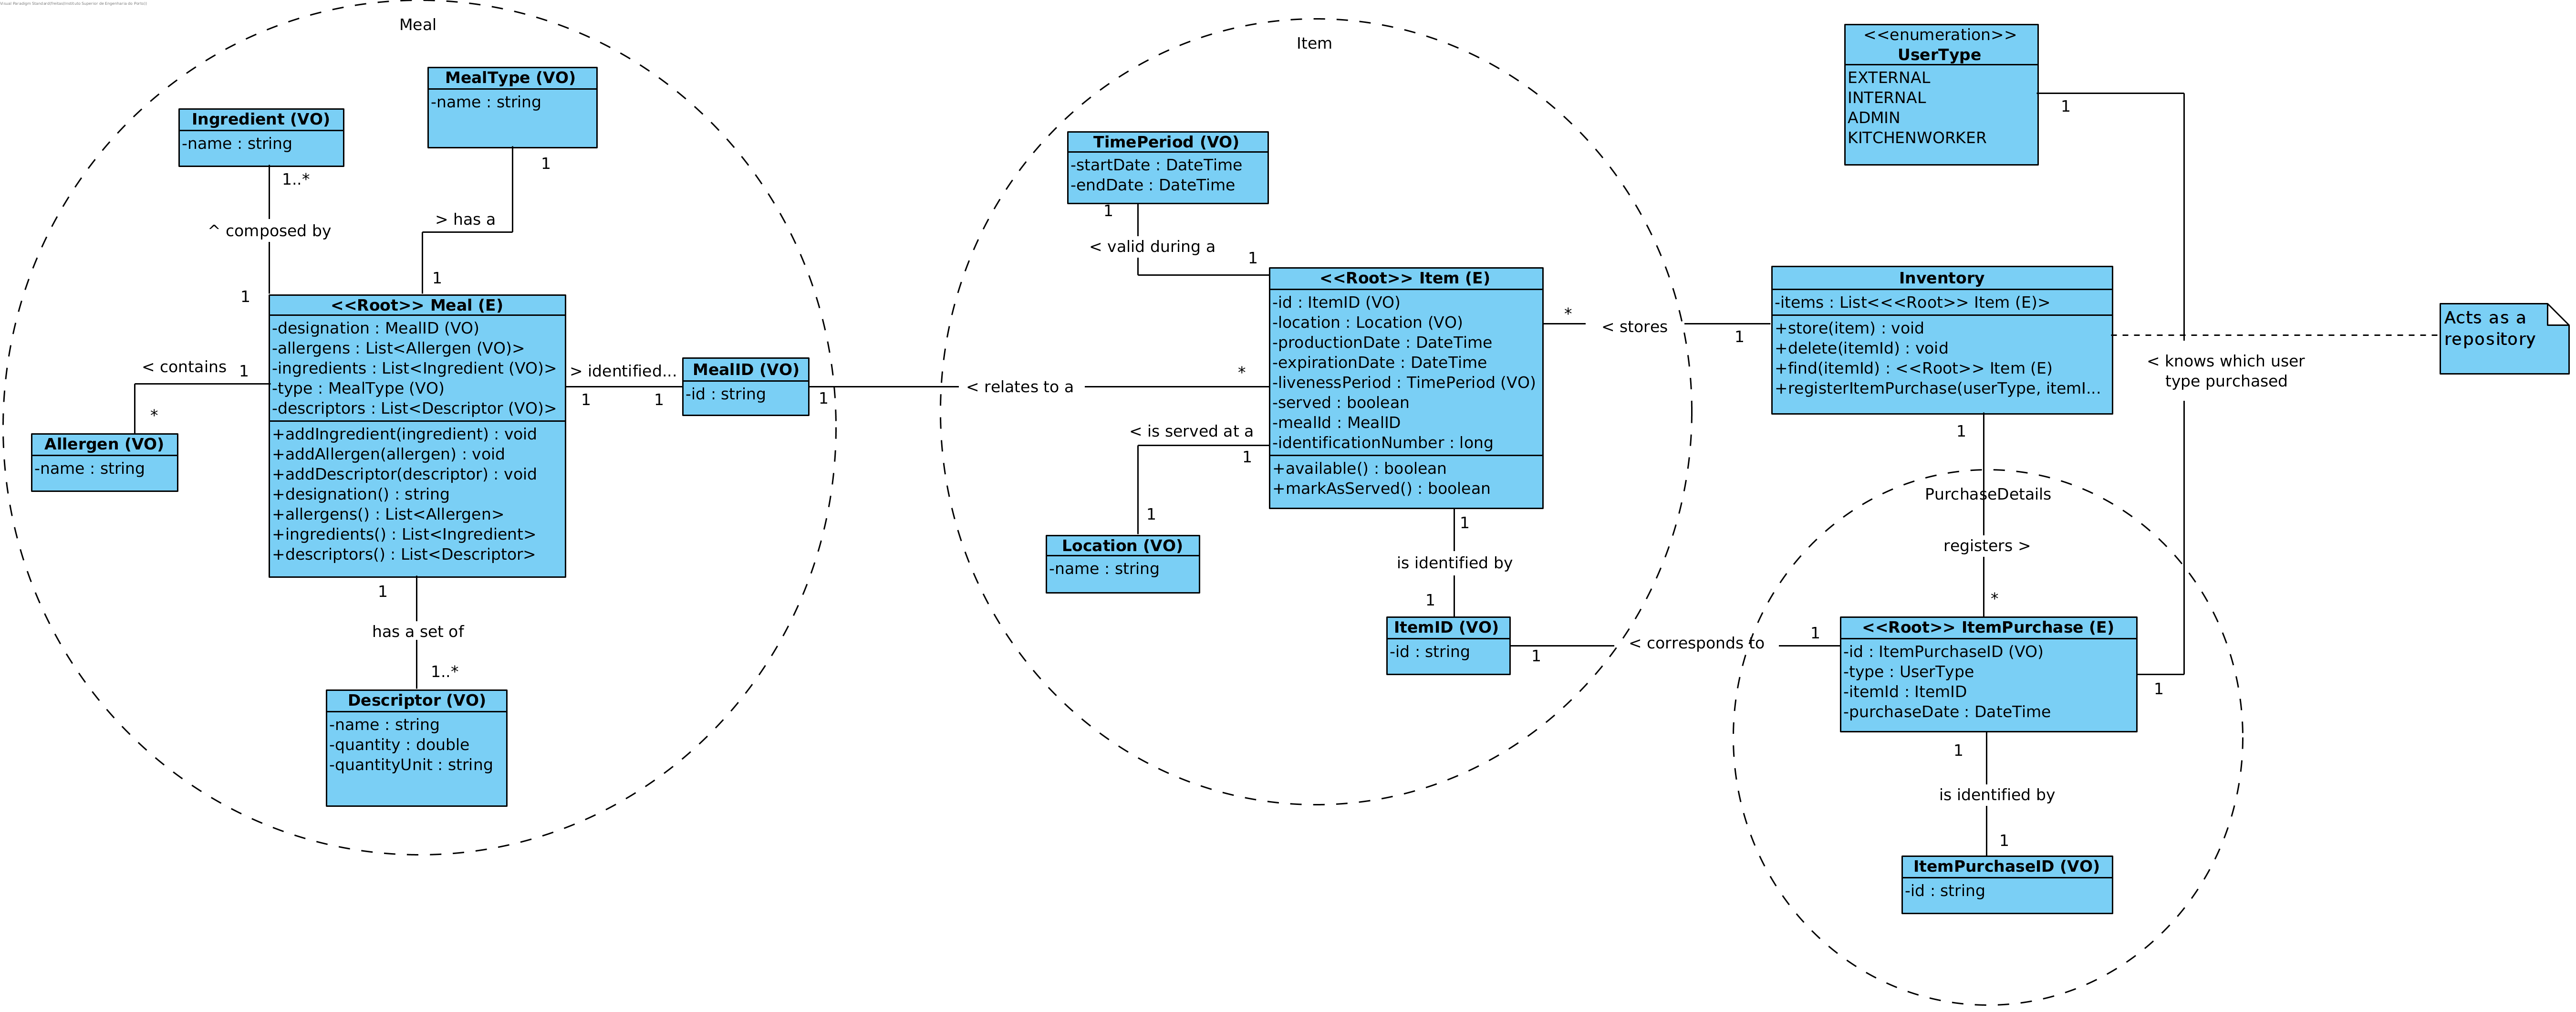 Visual Paradigm Standard(Pedbas(Instituto Superior de Engenharia do Porto))
Meal
MealType (VO)
-name : string
1
Ingredient (VO)
-name : string
1..*
> has a
^ composed by
1
1
<<Root>> Meal (E)
-designation : MealID (VO)
-allergens : List<Allergen (VO)>
-ingredients : List<Ingredient (VO)>
-type : MealType (VO)
-descriptors : List<Descriptor (VO)>
+addIngredient(ingredient) : void
+addAllergen(allergen) : void
+addDescriptor(descriptor) : void
+designation() : string
+allergens() : List<Allergen>
+ingredients() : List<Ingredient>
+descriptors() : List<Descriptor>
< contains
1
*
Allergen (VO)
-name : string
> identified...
1
1
MealID (VO)
-id : string
1
1
has a set of
1..*
Descriptor (VO)
-name : string
-quantity : double
-quantityUnit : string
< relates to a
*
Item
TimePeriod (VO)
-startDate : DateTime
-endDate : DateTime
1
< valid during a
1
<<Root>> Item (E)
-id : ItemID (VO)
-location : Location (VO)
-productionDate : DateTime
-expirationDate : DateTime
-livenessPeriod : TimePeriod (VO)
-served : boolean
-mealId : MealID
-identificationNumber : long
+available() : boolean
+markAsServed() : boolean
< is served at a
1
1
Location (VO)
-name : string
1
is identified by
1
ItemID (VO)
-id : string
1
< corresponds to
1
*
< stores
1
<<enumeration>>
UserType
EXTERNAL
INTERNAL
ADMIN
KITCHENWORKER
1
Inventory
-items : List<<<Root>> Item (E)>
+store(item) : void
+delete(itemId) : void
+find(itemId) : <<Root>> Item (E)
+registerItemPurchase(userType, itemI...
Acts as a
repository
< knows which user
type purchased
1
PurchaseDetails
registers >
*
<<Root>> ItemPurchase (E)
-id : ItemPurchaseID (VO)
-type : UserType
-itemId : ItemID
-purchaseDate : DateTime
1
1
is identified by
1
ItemPurchaseID (VO)
-id : string